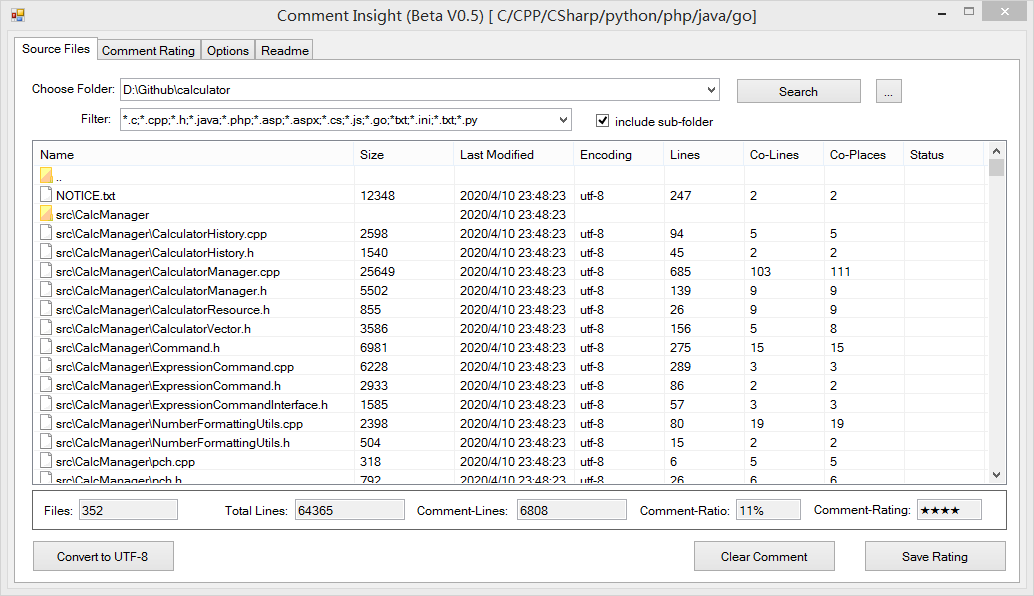 Comment Insight (Beta V0.5) [ C/CPP/CSharp/python/php/java/go]
Source Files Comment Rating Options Readme
Choose Folder: D:\Github\calculator Search ...
Filter: *.c;*.cpp;*.h;*.java;*.php;*.asp;*.aspx;*.cs;*.js;*.go;*txt;*.ini;*.txt;*.py include sub-folder
Name Size Last Modified Encoding Lines Co-Lines Co-Places Status
..
NOTICE.txt 12348 2020/4/10 23:48:23 utf-8 247 2 2
src\CalcManager 2020/4/10 23:48:23
src\CalcManager\CalculatorHistory.cpp 2598 2020/4/10 23:48:23 utf-8 94 5 5
src\CalcManager\CalculatorHistory.h 1540 2020/4/10 23:48:23 utf-8 45 2 2
src\CalcManager\CalculatorManager.cpp 25649 2020/4/10 23:48:23 utf-8 685 103 111
src\CalcManager\CalculatorManager.h 5502 2020/4/10 23:48:23 utf-8 139 9 9
src\CalcManager\CalculatorResource.h 855 2020/4/10 23:48:23 utf-8 26 9 9
src\CalcManager\CalculatorVector.h 3586 2020/4/10 23:48:23 utf-8 156 5 8
src\CalcManager\Command.h 6981 2020/4/10 23:48:23 utf-8 275 15 15
src\CalcManager\ExpressionCommand.cpp 6228 2020/4/10 23:48:23 utf-8 289 3 3
src\CalcManager\ExpressionCommand.h 2933 2020/4/10 23:48:23 utf-8 86 2 2
src\CalcManager\ExpressionCommandInterface.h 1585 2020/4/10 23:48:23 utf-8 57 3 3
src\CalcManager\NumberFormattingUtils.cpp 2398 2020/4/10 23:48:23 utf-8 80 19 19
src\CalcManager\NumberFormattingUtils.h 504 2020/4/10 23:48:23 utf-8 15 2 2
src\CalcManager\pch.cpp 318 2020/4/10 23:48:23 utf-8 6 5 5
src\CalcManager\pch.h 792 2020/4/10 23:48:23 utf-8 26 6 6
Files: 352 Total Lines: 64365 Comment-Lines: 6808 Comment-Ratio: 11% Comment-Rating: ★★★★
Convert to UTF-8 Clear Comment Save Rating